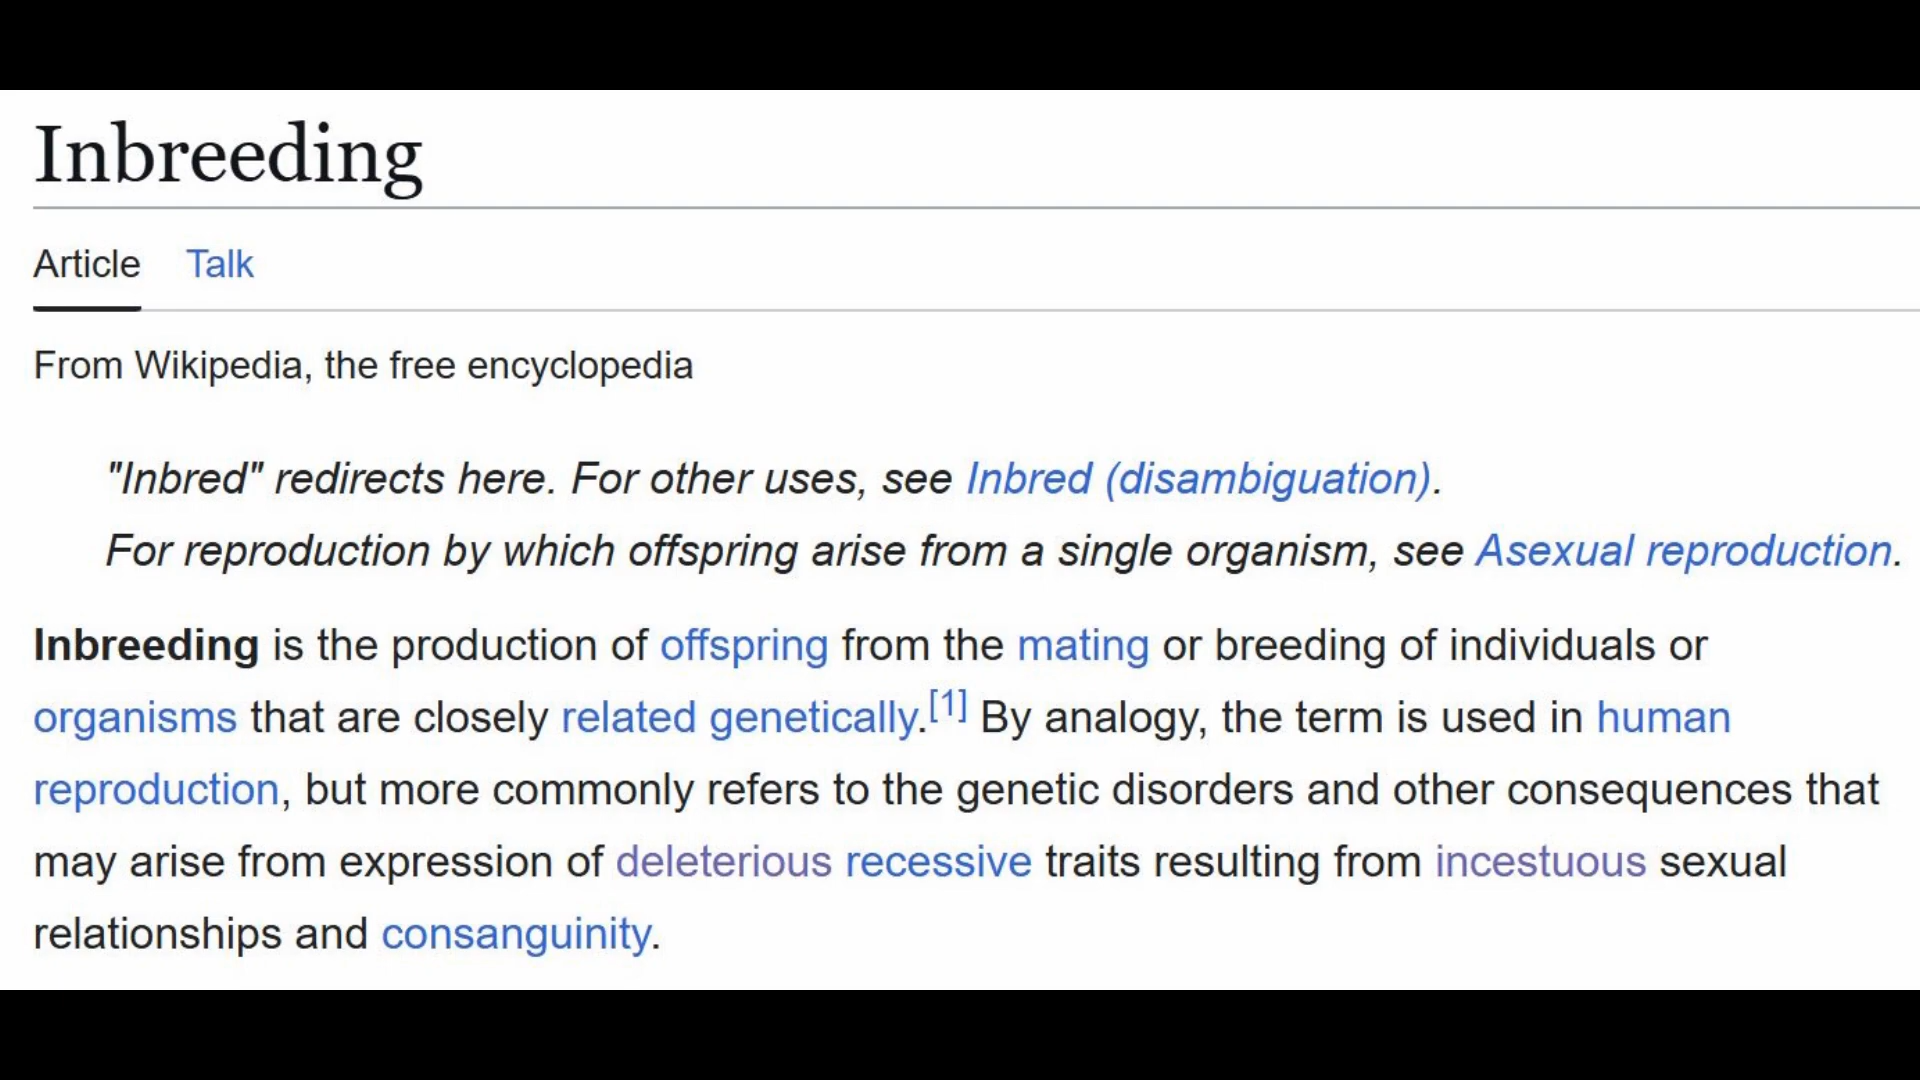 Inbreeding
Article Talk
From Wikipedia, the free encyclopedia
"Inbred" redirects here. For other uses, see Inbred (disambiguation).
For reproduction by which offspring arise from a single organism, see Asexual reproduction.
Inbreeding is the production of offspring from the mating or breeding of individuals or
organisms that are closely related genetically.[1] By analogy, the term is used in human
reproduction, but more commonly refers to the genetic disorders and other consequences that
may arise from expression of deleterious recessive traits resulting from incestuous sexual
relationships and consanguinity.